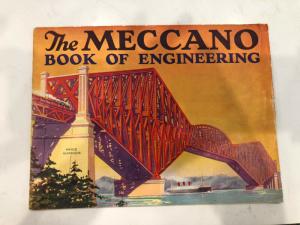 The MECCANO
BOOK OF ENGINEERING